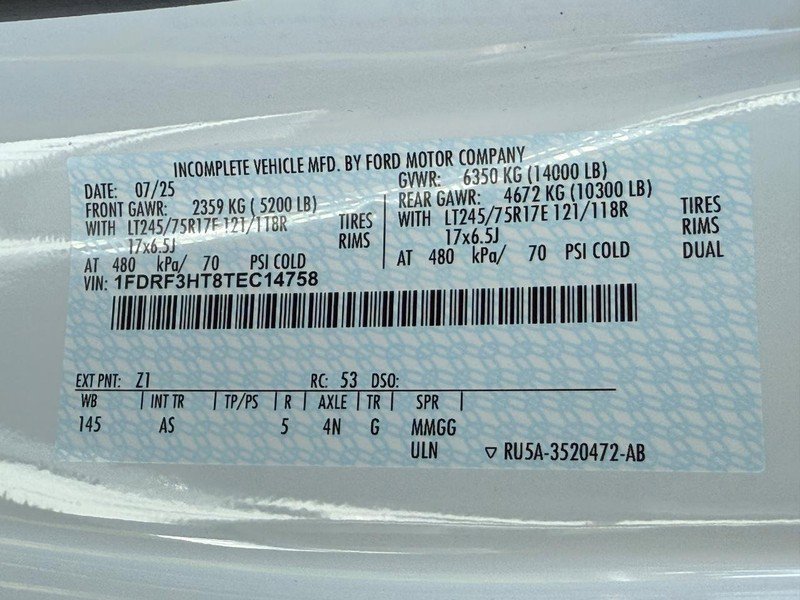 INCOMPLETE VEHICLE MFD. BY FORD MOTOR COMPANY
DATE: 07/25 GVWR: 6350 KG (14000 LB)
FRONT GAWR: 2359 KG ( 5200 LB) REAR GAWR: 4672 KG (10300 LB)
WITH LT245/75R17E 121/118R TIRES WITH LT245/75R17E 121/118R TIRES
17x6.5J RIMS 17x6.5J RIMS
AT 480 kPa/ 70 PSI COLD AT 480 kPa/ 70 PSI COLD DUAL
VIN: 1FDRF3HT8TEC14758
EXT PNT: Z1 RC: 53 DSO:
WB | INT TR | TP/PS | R | AXLE | TR | SPR |
145 AS 5 4N G MMGG
ULN ▽ RU5A-3520472-AB